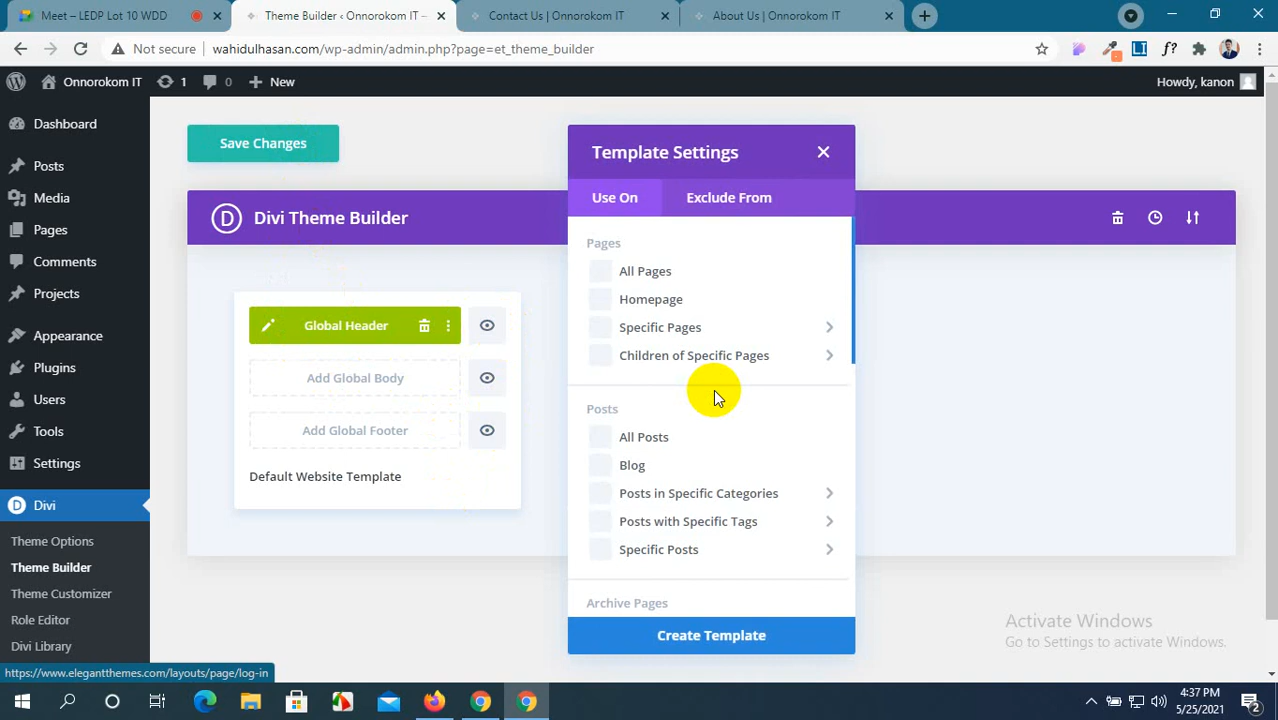 Meet – LEDP Lot 10 WDD
Theme Builder ‹ Onnorokom IT –
Contact Us | Onnorokom IT
About Us | Onnorokom IT
Not secure
wahidulhasan.com/wp-admin/admin.php?page=et_theme_builder
Onnorokom IT
1
0
New
Howdy, kanon
Dashboard
Posts
Media
Pages
Comments
Projects
Appearance
Plugins
Users
Tools
Settings
Divi
Theme Options
Theme Builder
Theme Customizer
Role Editor
Divi Library
https://www.elegantthemes.com/layouts/page/log-in
Save Changes
Divi Theme Builder
Global Header
Add Global Body
Add Global Footer
Default Website Template
Template Settings
Use On
Exclude From
Pages
All Pages
Homepage
Specific Pages
Children of Specific Pages
Posts
All Posts
Blog
Posts in Specific Categories
Posts with Specific Tags
Specific Posts
Archive Pages
Create Template
Activate Windows
Go to Settings to activate Windows.
4:37 PM
5/25/2021
2